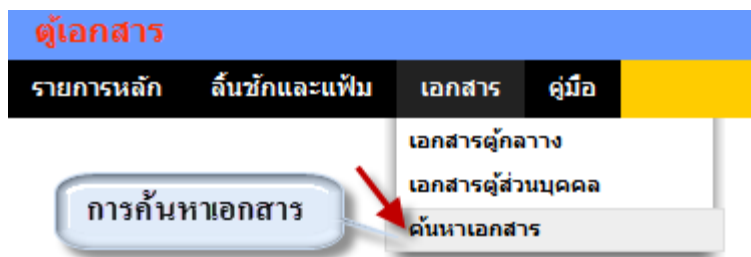 ตู้เอกสาร
รายการหลัก ลิ้นชักและแฟ้ม เอกสาร คู่มือ
เอกสารตู้กลาาง
เอกสารตู้ส่วนบุคคล
การค้นหาเอกสาร
ค้นหาเอกสาร